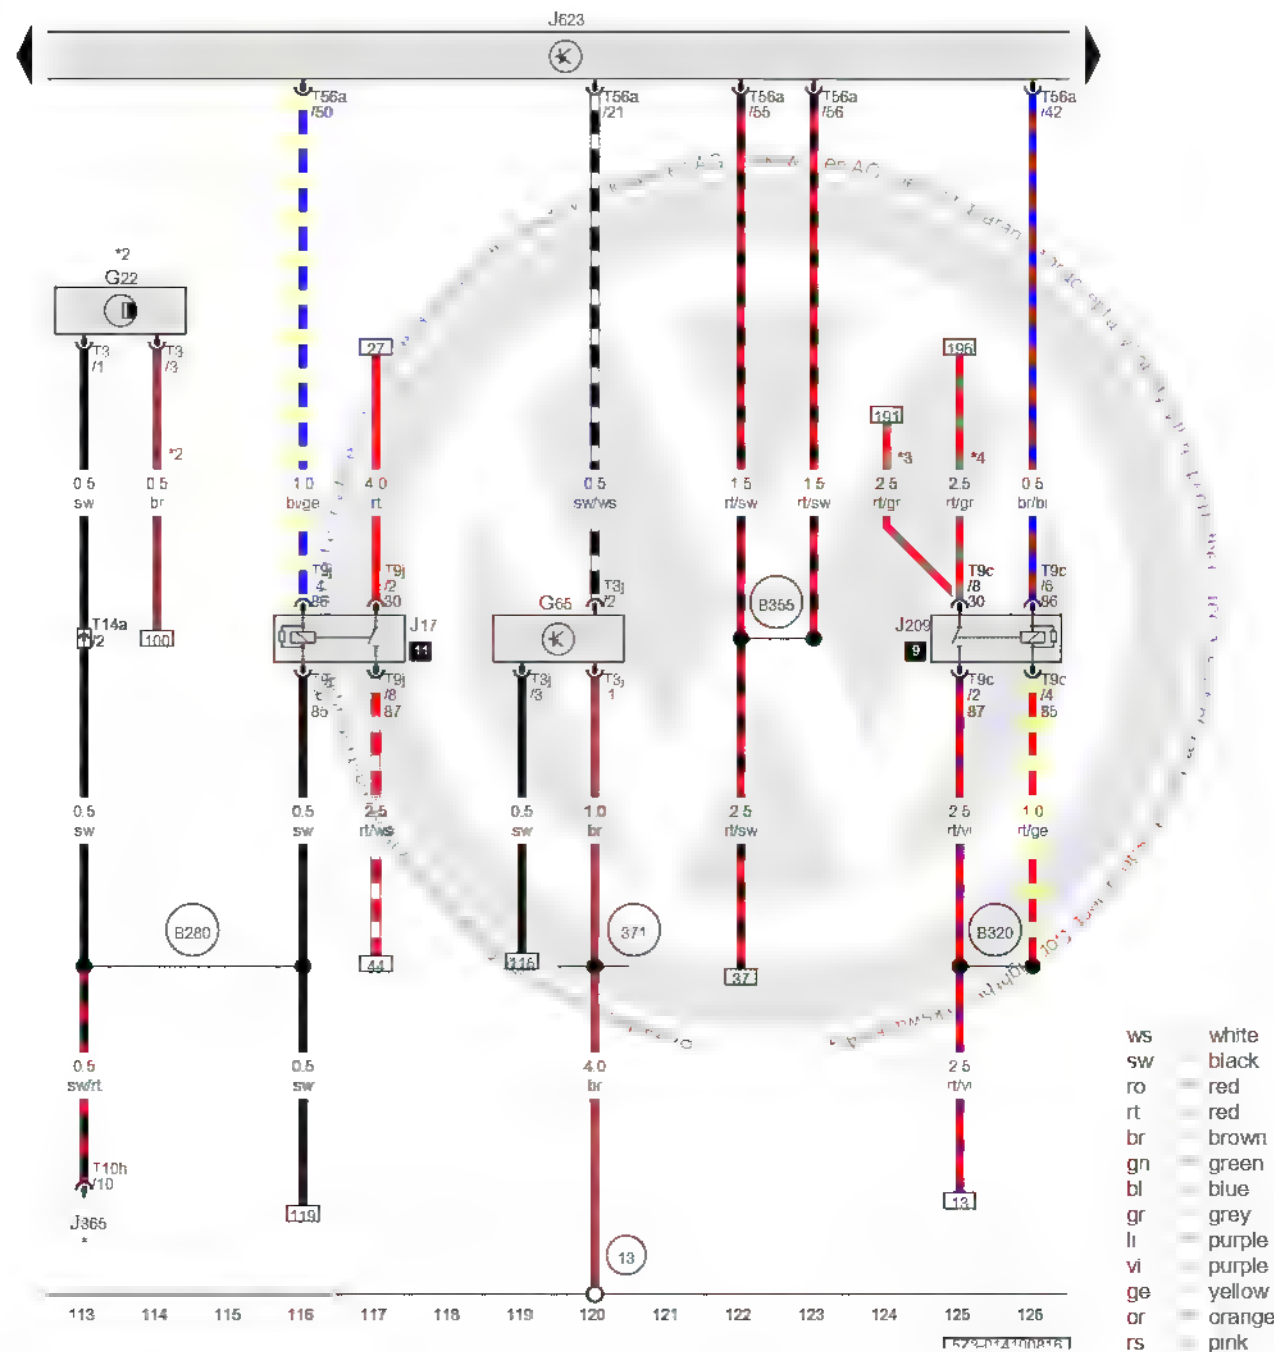 J623
T56a T56a T56a T56a T56a
/50 /21 /55 /56 /42
*2
G22
T3 T3
/1 /3
27
196
191
*2 *3 *4
0.5 0.5 1.0 4.0 0.5 1.5 1.5 2.5 2.5 0.5
sw br bl/ge rt sw/ws rt/sw rt/sw rt/gr rt/gr br/bl
T9j T9j T3j T9c T9c
4 /2 /2 /8 /6
86 30 30 86
B355
G65
T14a
/2
100
J17
11
J209
9
T9j T9j T3j T3j T9c T9c
/8 /3 1 /2 /4
85 87 87 85
0.5 0.5 2.5 0.5 1.0 2.5 2.5 1.0
sw sw rt/ws sw br rt/sw rt/vi rt/ge
B280 371 B320
44 116 37
0.5 0.5 4.0 2.5
sw/rt sw br rt/vi
T10h
/10
J365
*
119
13
13
113 114 115 116 117 118 119 120 121 122 123 124 125 126
ws white
sw black
ro red
rt red
br brown
gn green
bl blue
gr grey
li purple
vi purple
ge yellow
or orange
rs pink